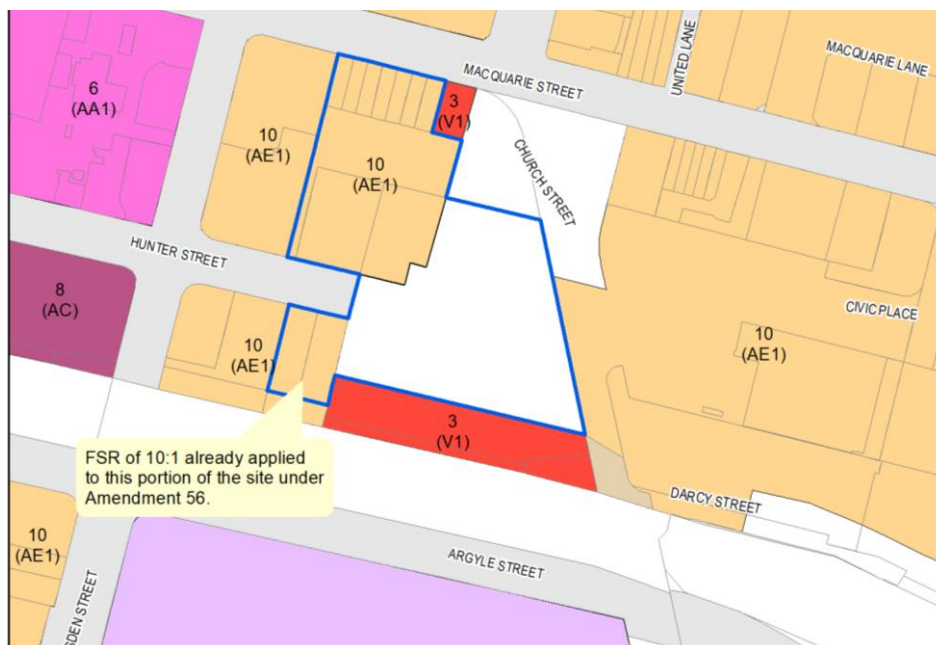 UNITED LANE
MACQUARIE LANE
MACQUARIE STREET
6
(AA1)
3
(V1)
10
(AE1)
10
(AE1)
CHURCH STREET
HUNTER STREET
8
(AC)
CIVIC PLACE
10
(AE1)
10
(AE1)
3
(V1)
FSR of 10:1 already applied
to this portion of the site under
Amendment 56.
DARCY STREET
10
(AE1)
ARGYLE STREET
SDEN STREET